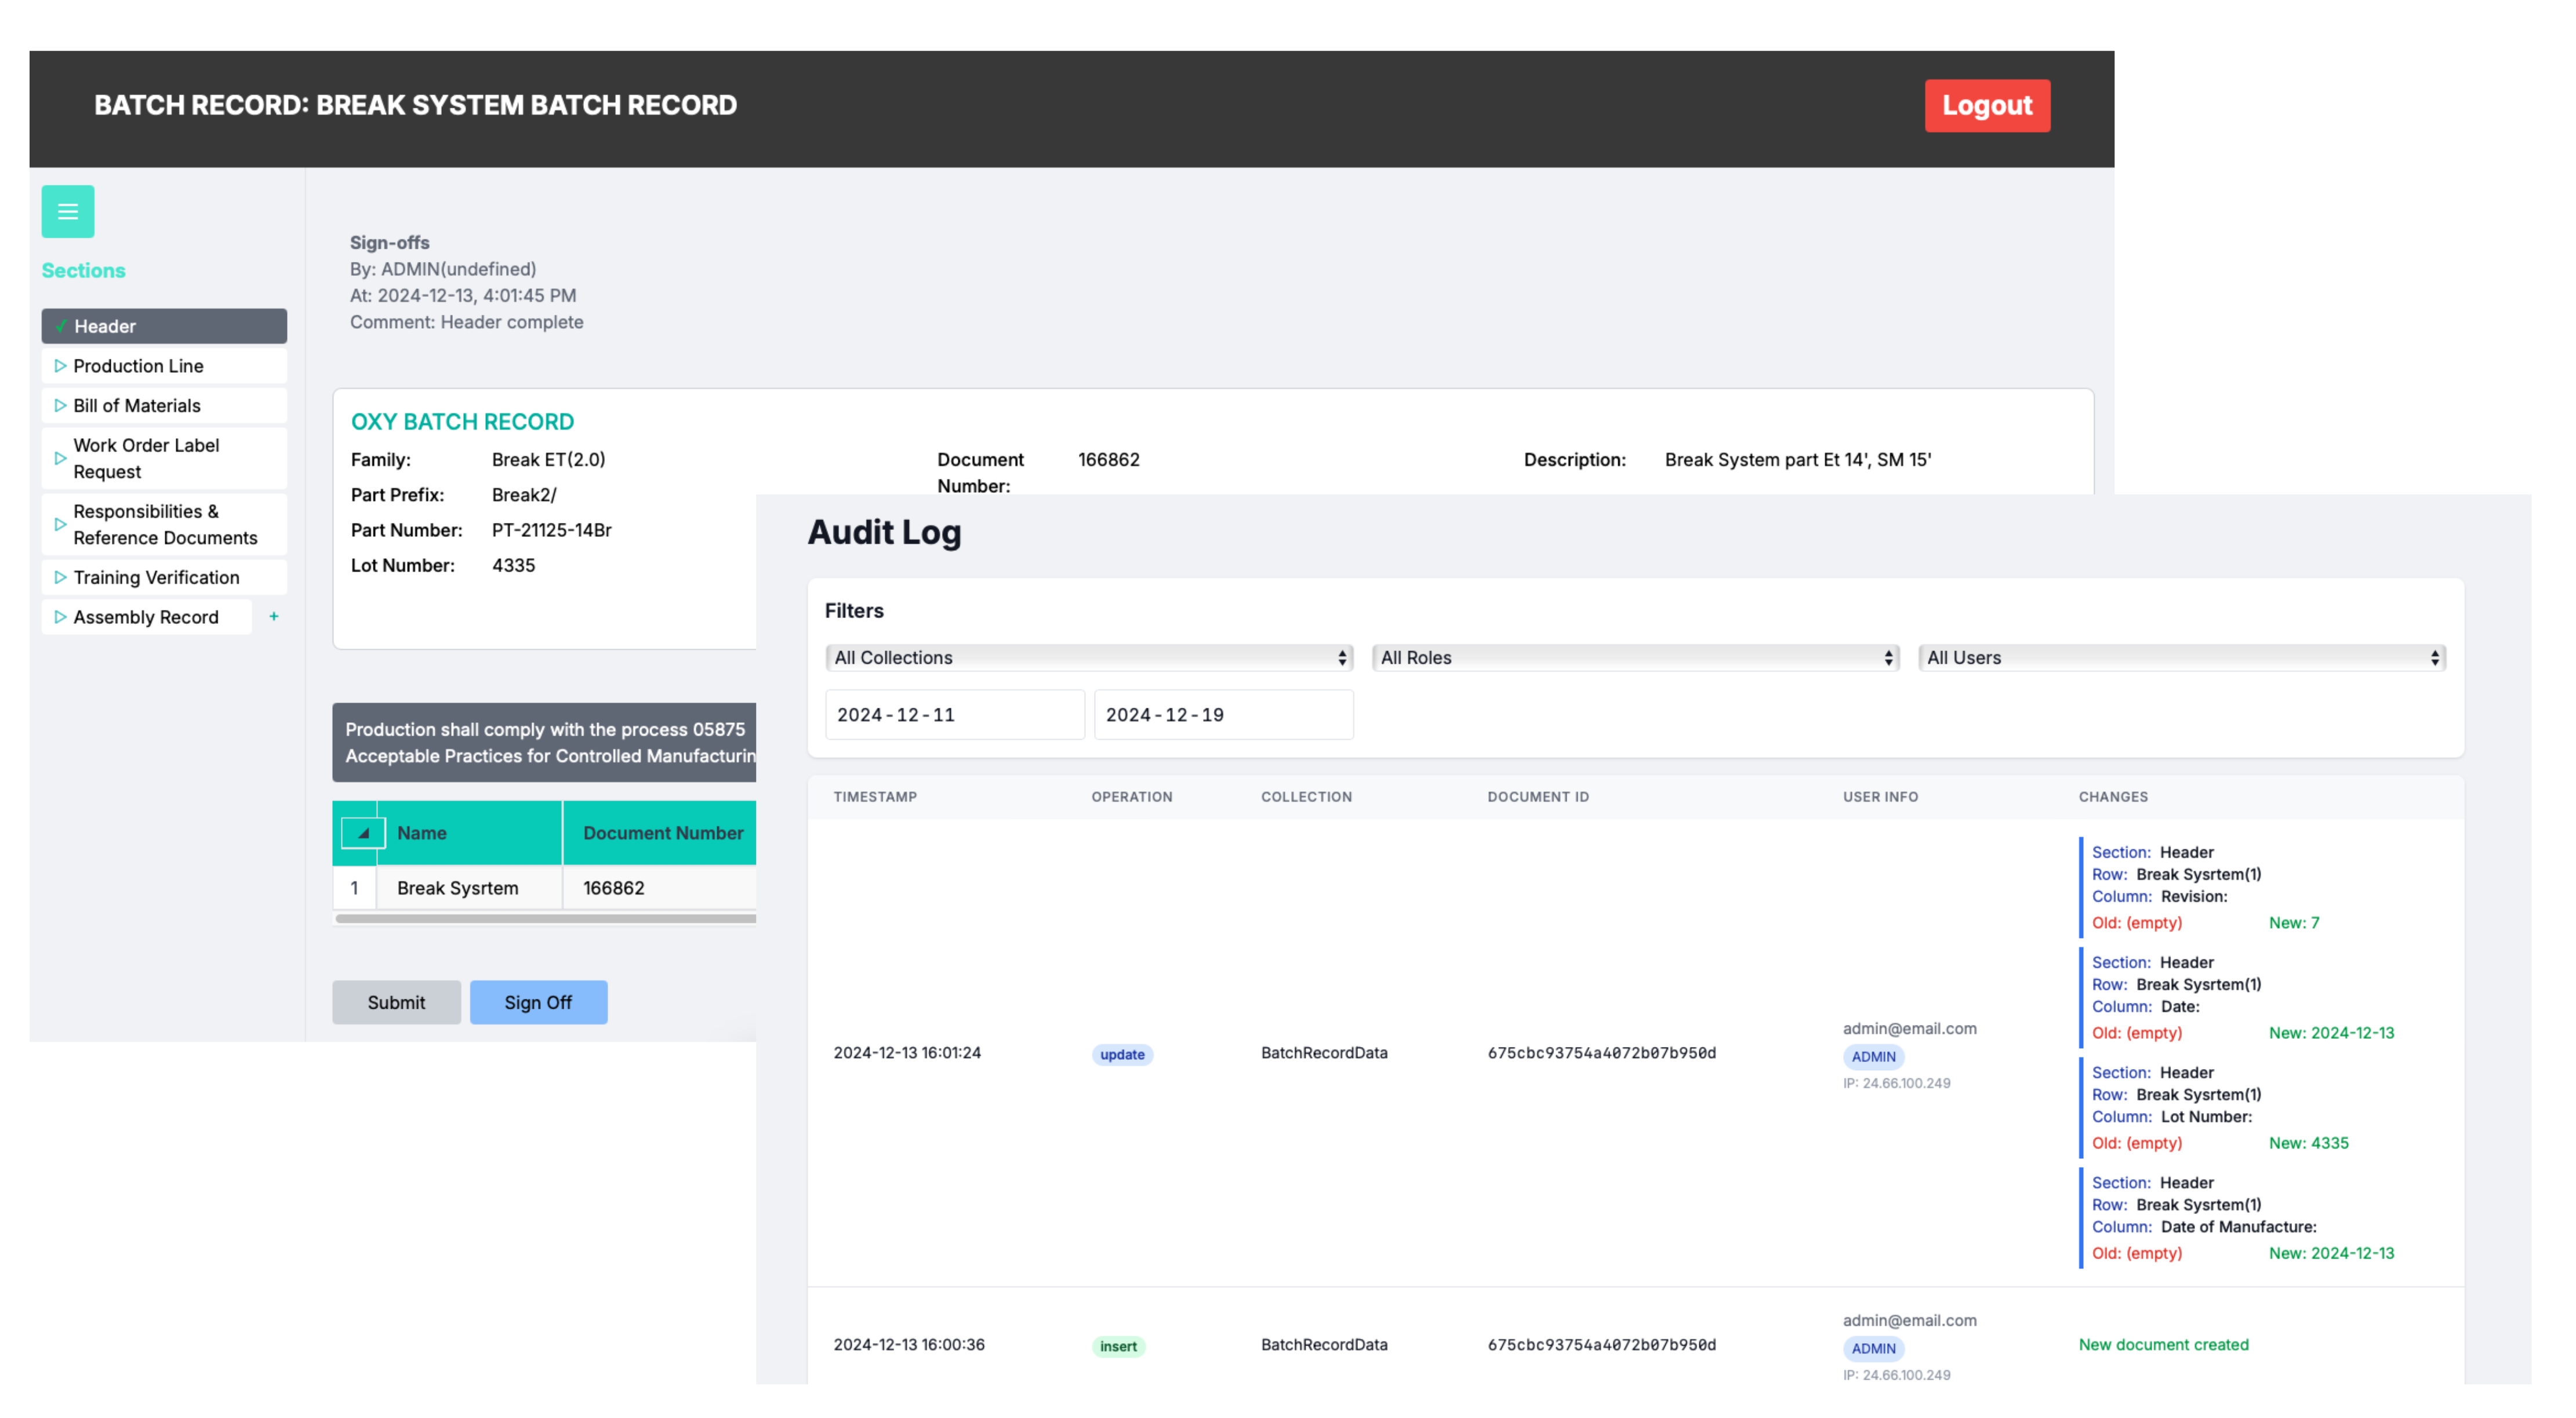 BATCH RECORD: BREAK SYSTEM BATCH RECORD
Logout
Sections
Header
Production Line
Bill of Materials
Work Order Label
Request
Responsibilities &
Reference Documents
Training Verification
Assembly Record +
Sign-offs
By: ADMIN(undefined)
At: 2024-12-13, 4:01:45 PM
Comment: Header complete
OXY BATCH RECORD
Family: Break ET(2.0)
Part Prefix: Break2/
Part Number: PT-21125-14Br
Lot Number: 4335
Document
Number: 166862
Description: Break System part Et 14', SM 15'
Production shall comply with the process 05875
Acceptable Practices for Controlled Manufacturin
Name Document Number
1 Break Sysrtem 166862
Submit Sign Off
Audit Log
Filters
All Collections All Roles All Users
2024-12-11 2024-12-19
TIMESTAMP OPERATION COLLECTION DOCUMENT ID USER INFO CHANGES
2024-12-13 16:01:24 update BatchRecordData 675cbc93754a4072b07b950d
admin@email.com
ADMIN
IP: 24.66.100.249
Section: Header
Row: Break Sysrtem(1)
Column: Revision:
Old: (empty) New: 7
Section: Header
Row: Break Sysrtem(1)
Column: Date:
Old: (empty) New: 2024-12-13
Section: Header
Row: Break Sysrtem(1)
Column: Lot Number:
Old: (empty) New: 4335
Section: Header
Row: Break Sysrtem(1)
Column: Date of Manufacture:
Old: (empty) New: 2024-12-13
2024-12-13 16:00:36 insert BatchRecordData 675cbc93754a4072b07b950d
admin@email.com
ADMIN
IP: 24.66.100.249
New document created